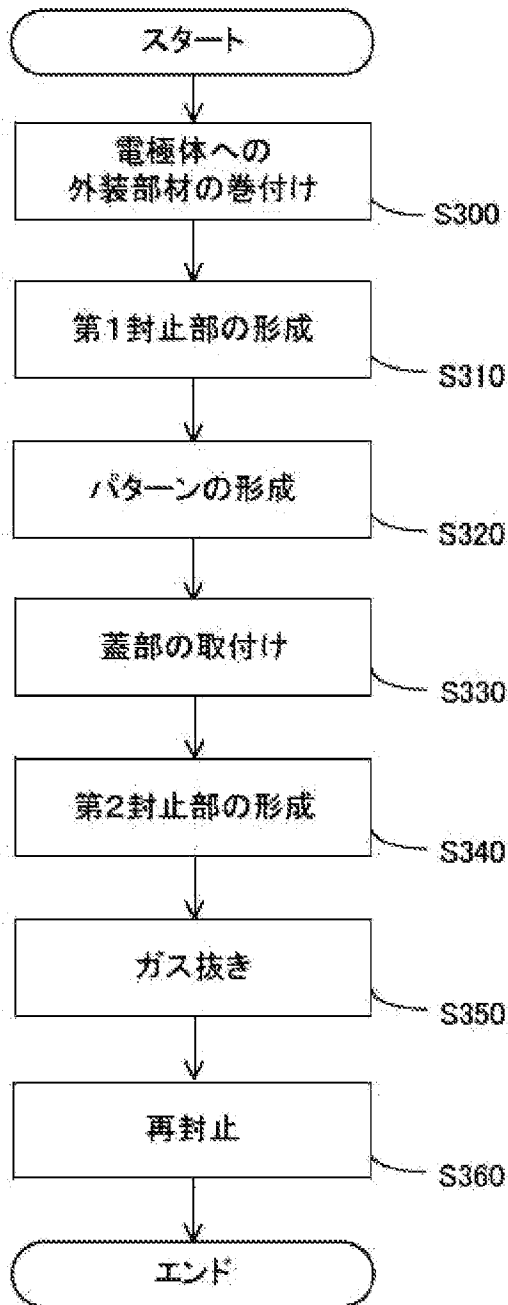 スタート
電極体への
外装部材の巻付け
S300
第1封止部の形成
S310
パターンの形成
S320
蓋部の取付け
S330
第2封止部の形成
S340
ガス抜き
S350
再封止
S360
エンド